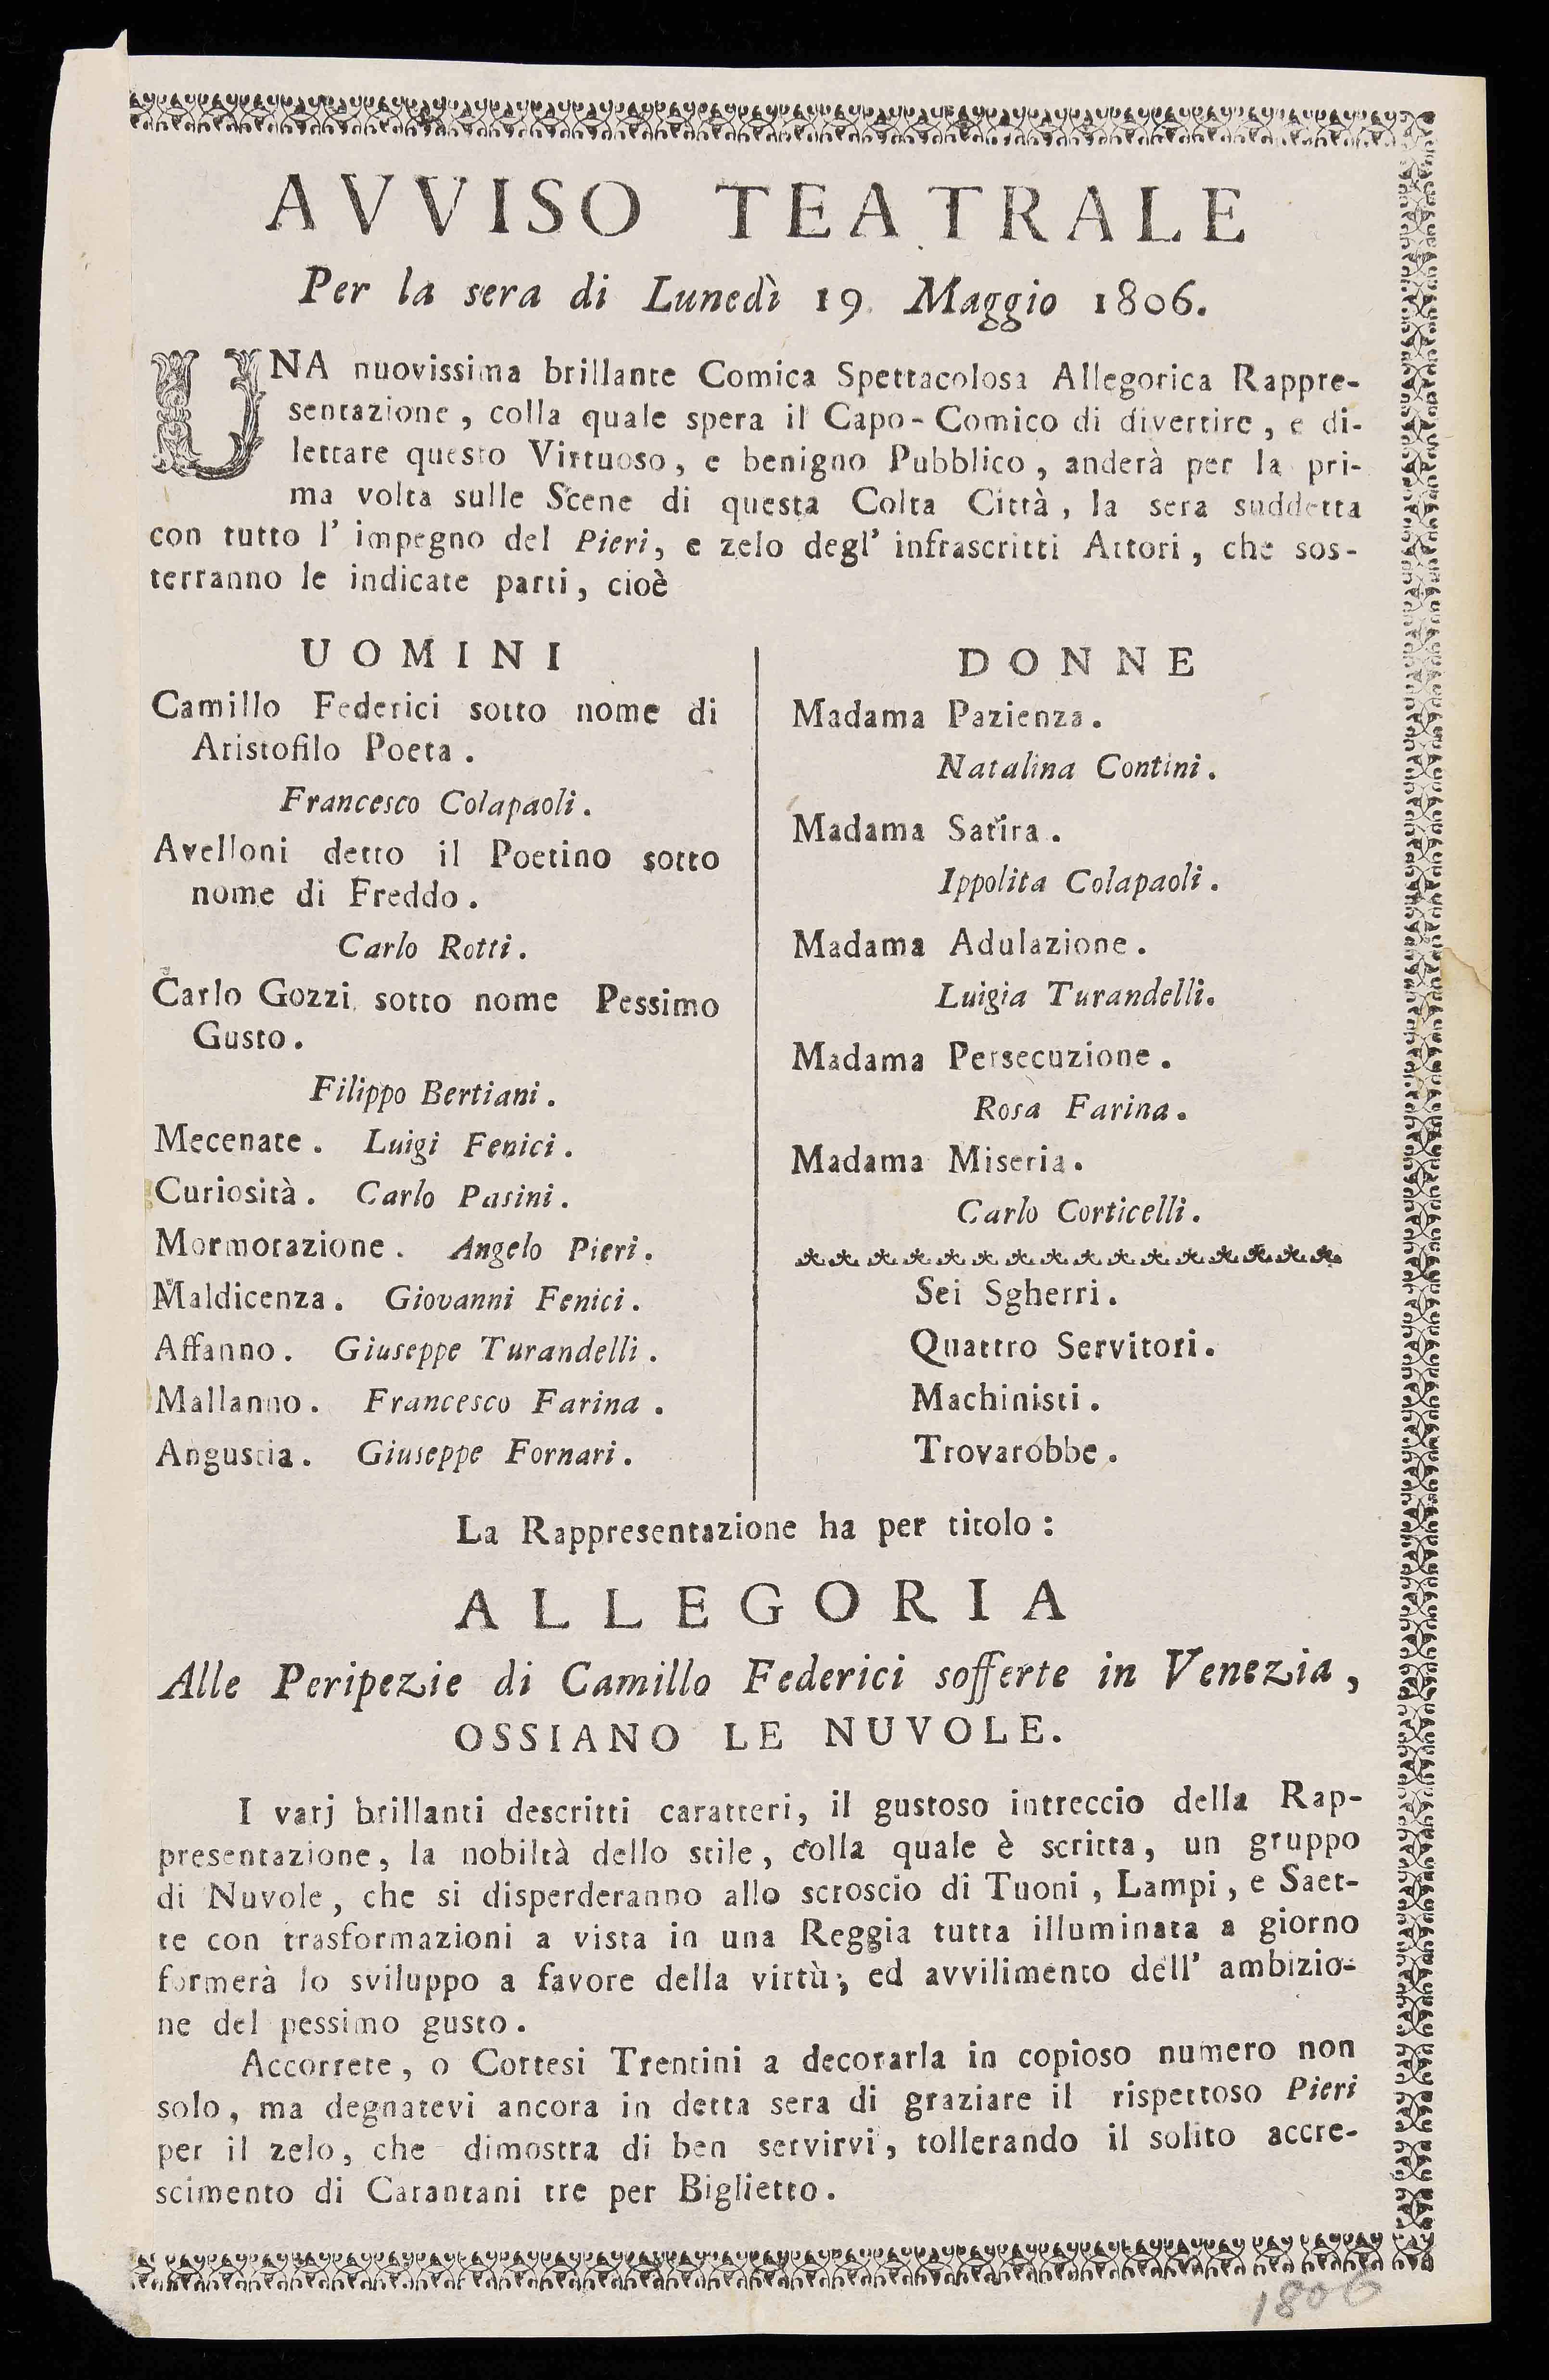 AVVISO TEATRALE
Per la sera di Lunedì 19. Maggio 1806.
UNA nuovissima brillante Comica Spettacolosa Allegorica Rappre-
sentazione, colla quale spera il Capo-Comico di divertire, e di-
lettare questo Virtuoso, e benigno Pubblico, anderà per la pri-
ma volta sulle Scene di questa Colta Città, la sera suddetta
con tutto l' impegno del Pieri, e zelo degl' infrascritti Attori, che sos-
terranno le indicate parti, cioè
UOMINI
Camillo Federici sotto nome di
Aristofilo Poeta.
Francesco Colapaoli.
Avelloni detto il Poetino sotto
nome di Freddo.
Carlo Rotti.
Carlo Gozzi sotto nome Pessimo
Gusto.
Filippo Bertiani.
Mecenate. Luigi Fenici.
Curiosità. Carlo Pasini.
Mormorazione. Angelo Pieri.
Maldicenza. Giovanni Fenici.
Affanno. Giuseppe Turandelli.
Mallanno. Francesco Farina.
Angustia. Giuseppe Fornari.
DONNE
Madama Pazienza.
Natalina Contini.
Madama Satira.
Ippolita Colapaoli.
Madama Adulazione.
Luigia Turandelli.
Madama Persecuzione.
Rosa Farina.
Madama Miseria.
Carlo Corticelli.
Sei Sgherri.
Quattro Servitori.
Machinisti.
Trovarobbe.
La Rappresentazione ha per titolo:
ALLEGORIA
Alle Peripezie di Camillo Federici sofferte in Venezia,
OSSIANO LE NUVOLE.
I varj brillanti descritti caratteri, il gustoso intreccio della Rap-
presentazione, la nobiltà dello stile, colla quale è scritta, un gruppo
di Nuvole, che si disperderanno allo scroscio di Tuoni, Lampi, e Saet-
te con trasformazioni a vista in una Reggia tutta illuminata a giorno
formerà lo sviluppo a favore della virtù; ed avvilimento dell' ambizio-
ne del pessimo gusto.
Accorrete, o Cortesi Trentini a decorarla in copioso numero non
solo, ma degnatevi ancora in detta sera di graziare il rispettoso Pieri
per il zelo, che dimostra di ben servirvi, tollerando il solito accre-
scimento di Carantani tre per Biglietto.
1806